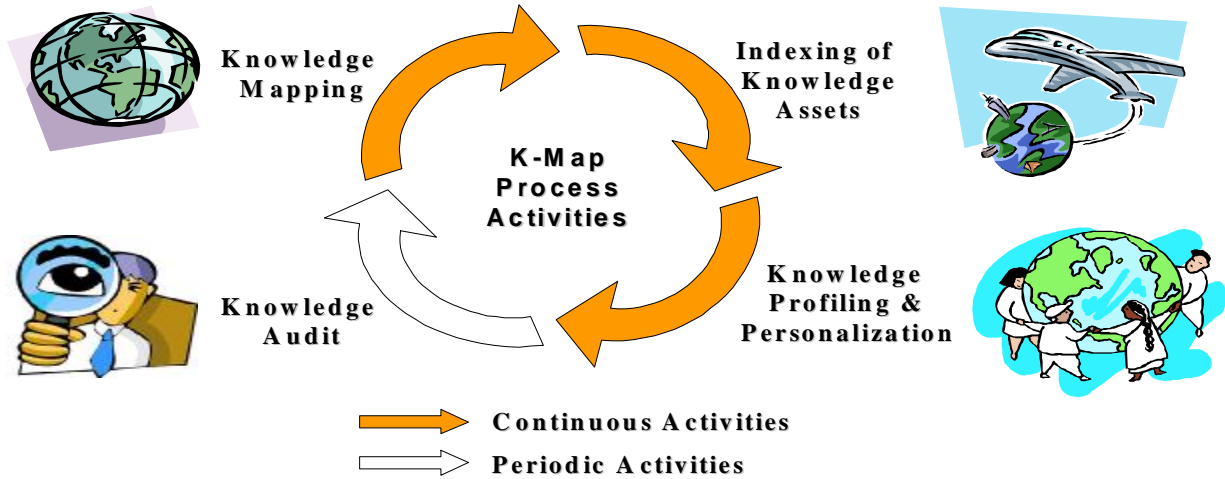 Knowledge
Mapping
Indexing of
Knowledge
Assets
K-Map
Process
Activities
Knowledge
Audit
Knowledge
Profiling &
Personalization
Continuous Activities
Periodic Activities